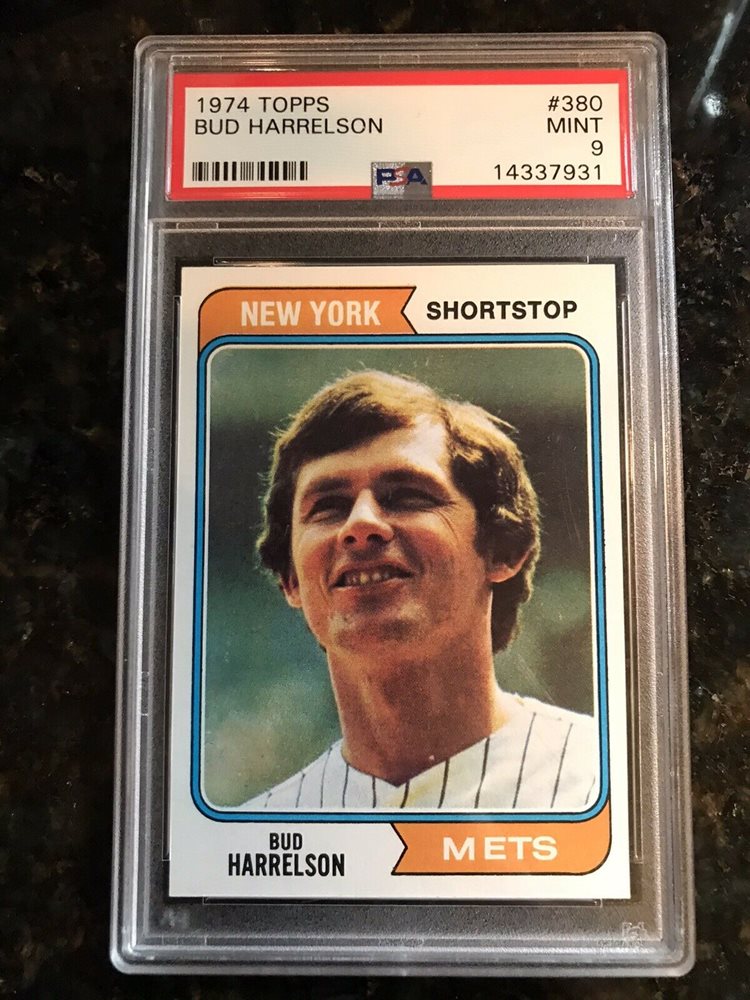 1974 TOPPS #380
BUD HARRELSON MINT
9
PSA 14337931
NEW YORK SHORTSTOP
BUD
HARRELSON
METS